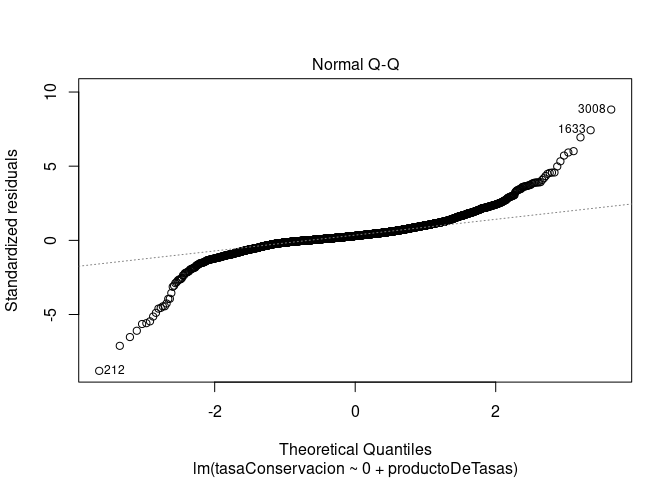 Normal Q-Q
10
3008
1633
5
Standardized residuals
0
-5
212
-2
0
2
Theoretical Quantiles
lm(tasaConservacion ~ 0 + productoDeTasas)